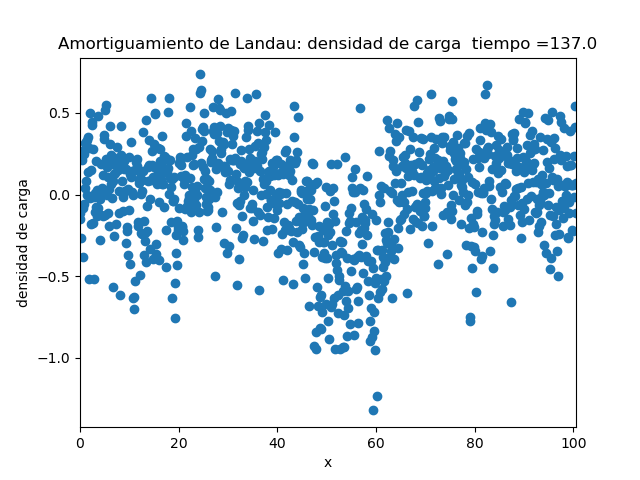 Amortiguamiento de Landau: densidad de carga  tiempo =137.0
densidad de carga
0.5
0.0
−0.5
−1.0
0 20 40 60 80 100
x